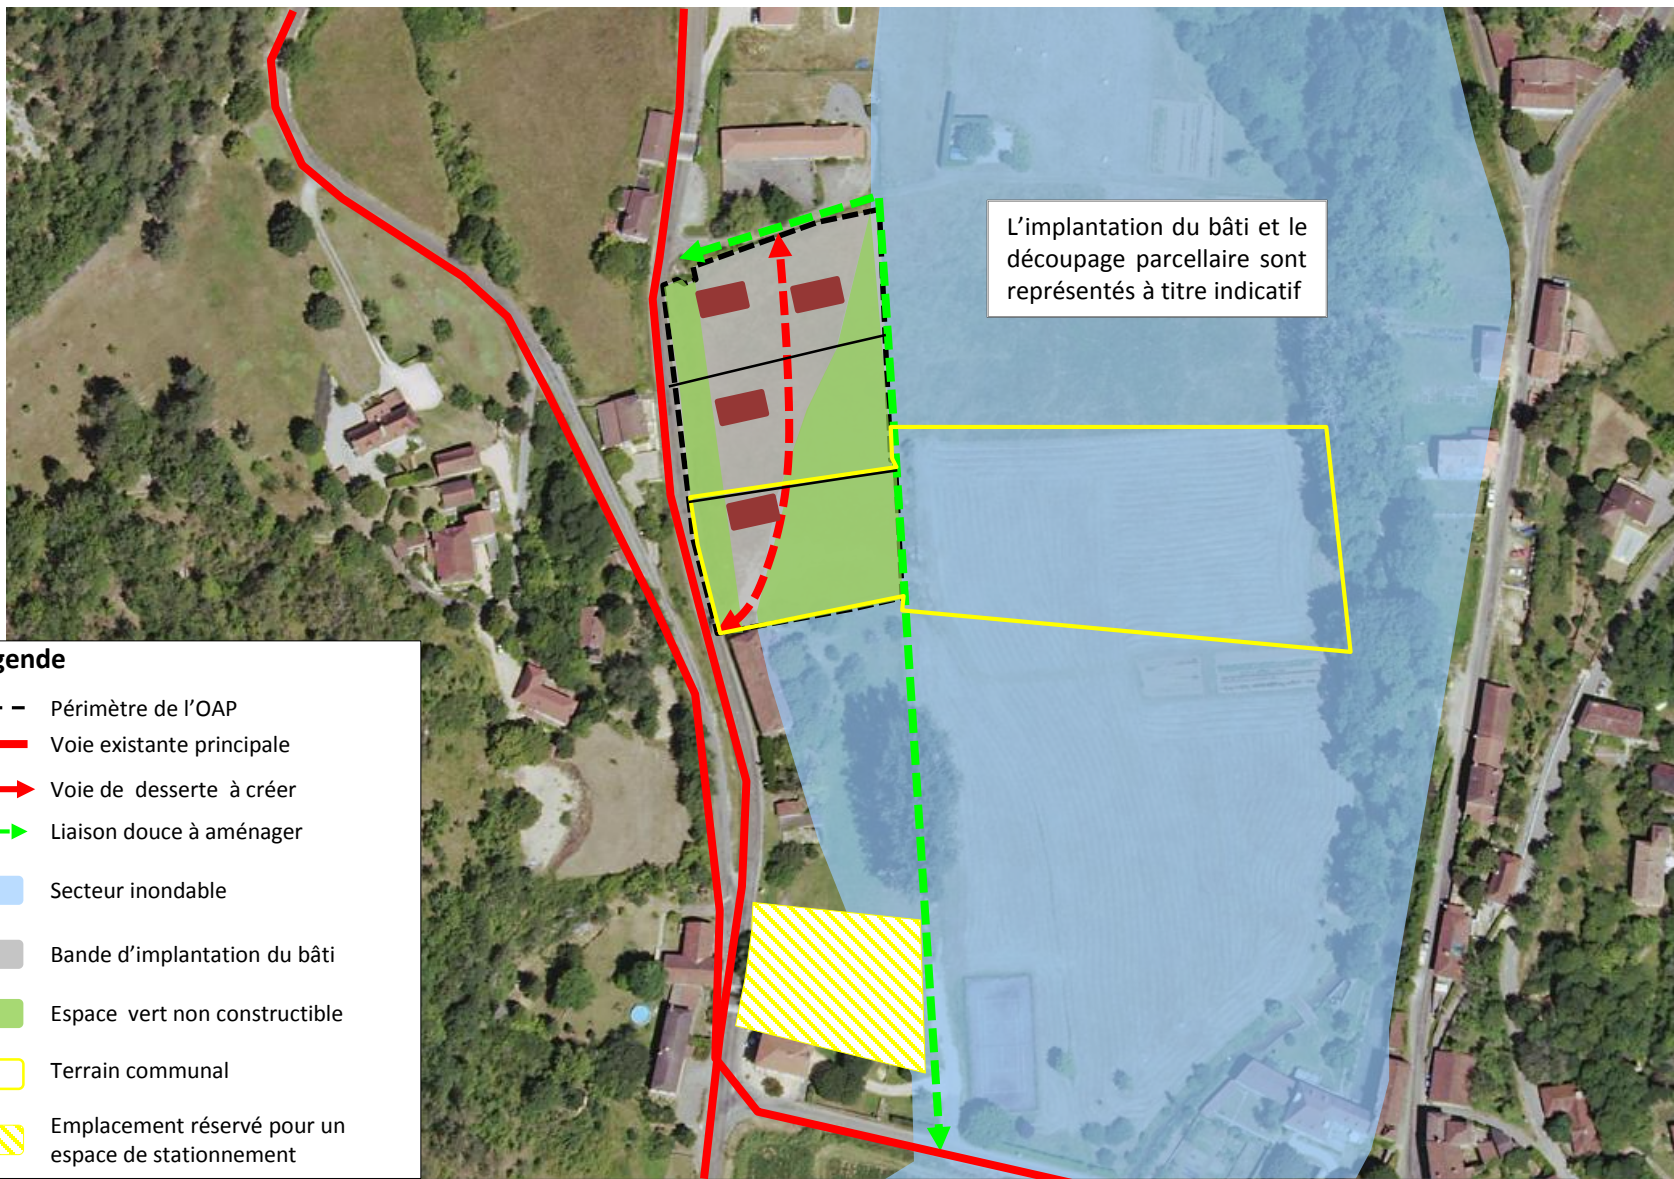 L'implantation du bâti et le
découpage parcellaire sont
représentés à titre indicatif
gende
Périmètre de l'OAP
Voie existante principale
Voie de desserte à créer
Liaison douce à aménager
Secteur inondable
Bande d'implantation du bâti
Espace vert non constructible
Terrain communal
Emplacement réservé pour un
espace de stationnement